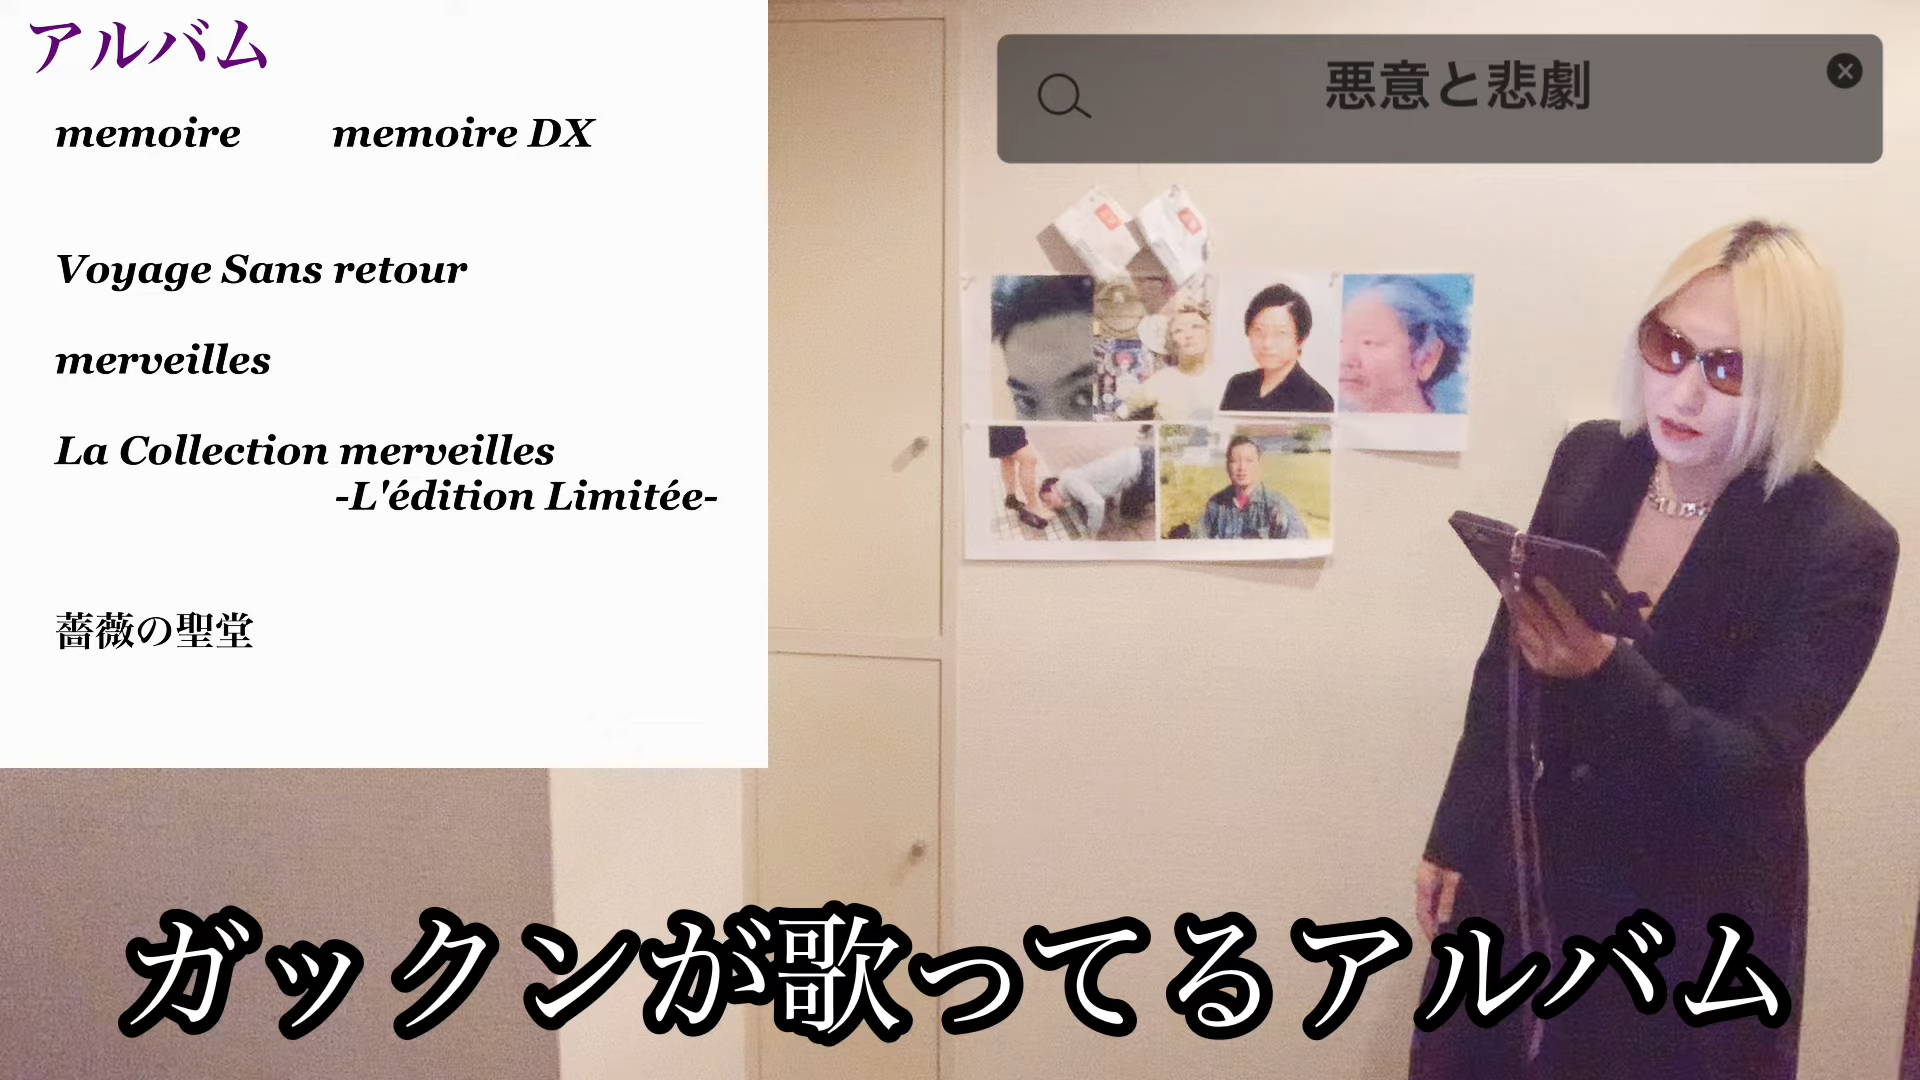 アルバム
memoire memoire DX
Voyage Sans retour
merveilles
La Collection merveilles
-L'édition Limitée-
薔薇の聖堂
悪意と悲劇
ガックンが歌ってるアルバム